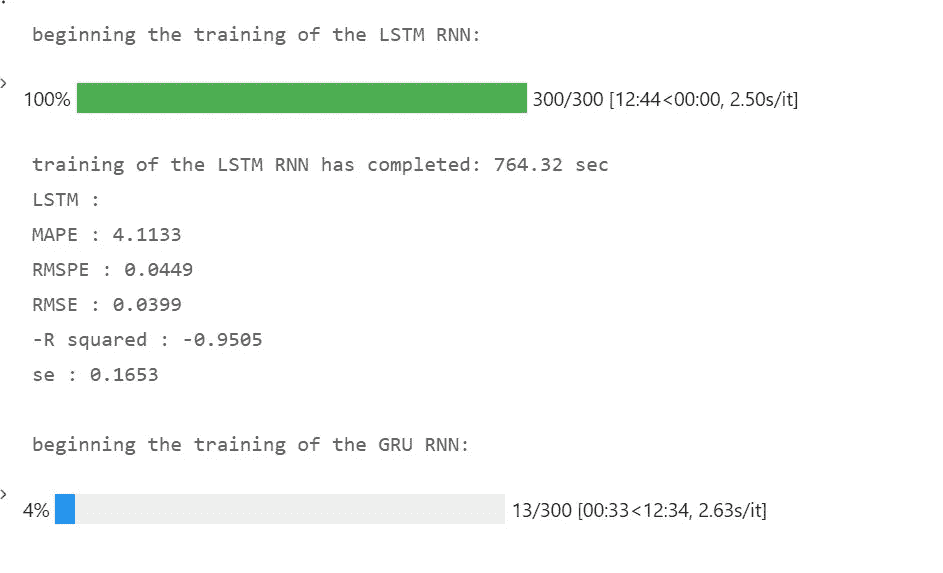 beginning the training of the LSTM RNN:
100% 300/300 [12:44<00:00, 2.50s/it]
training of the LSTM RNN has completed: 764.32 sec
LSTM :
MAPE : 4.1133
RMSPE : 0.0449
RMSE : 0.0399
-R squared : -0.9505
se : 0.1653
beginning the training of the GRU RNN:
4% 13/300 [00:33<12:34, 2.63s/it]